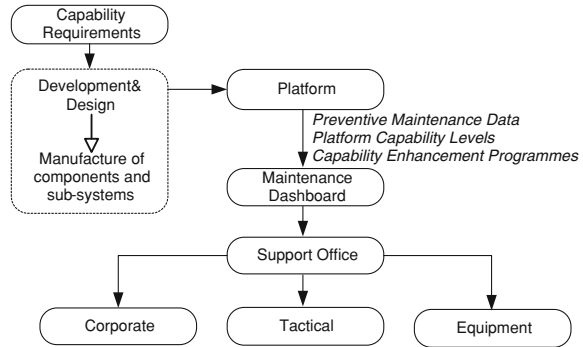 Capability
Requirements
Development&
Design
Manufacture of
components and
sub-systems
Platform
Preventive Maintenance Data
Platform Capability Levels
Capability Enhancement Programmes
Maintenance
Dashboard
Support Office
Corporate
Tactical
Equipment